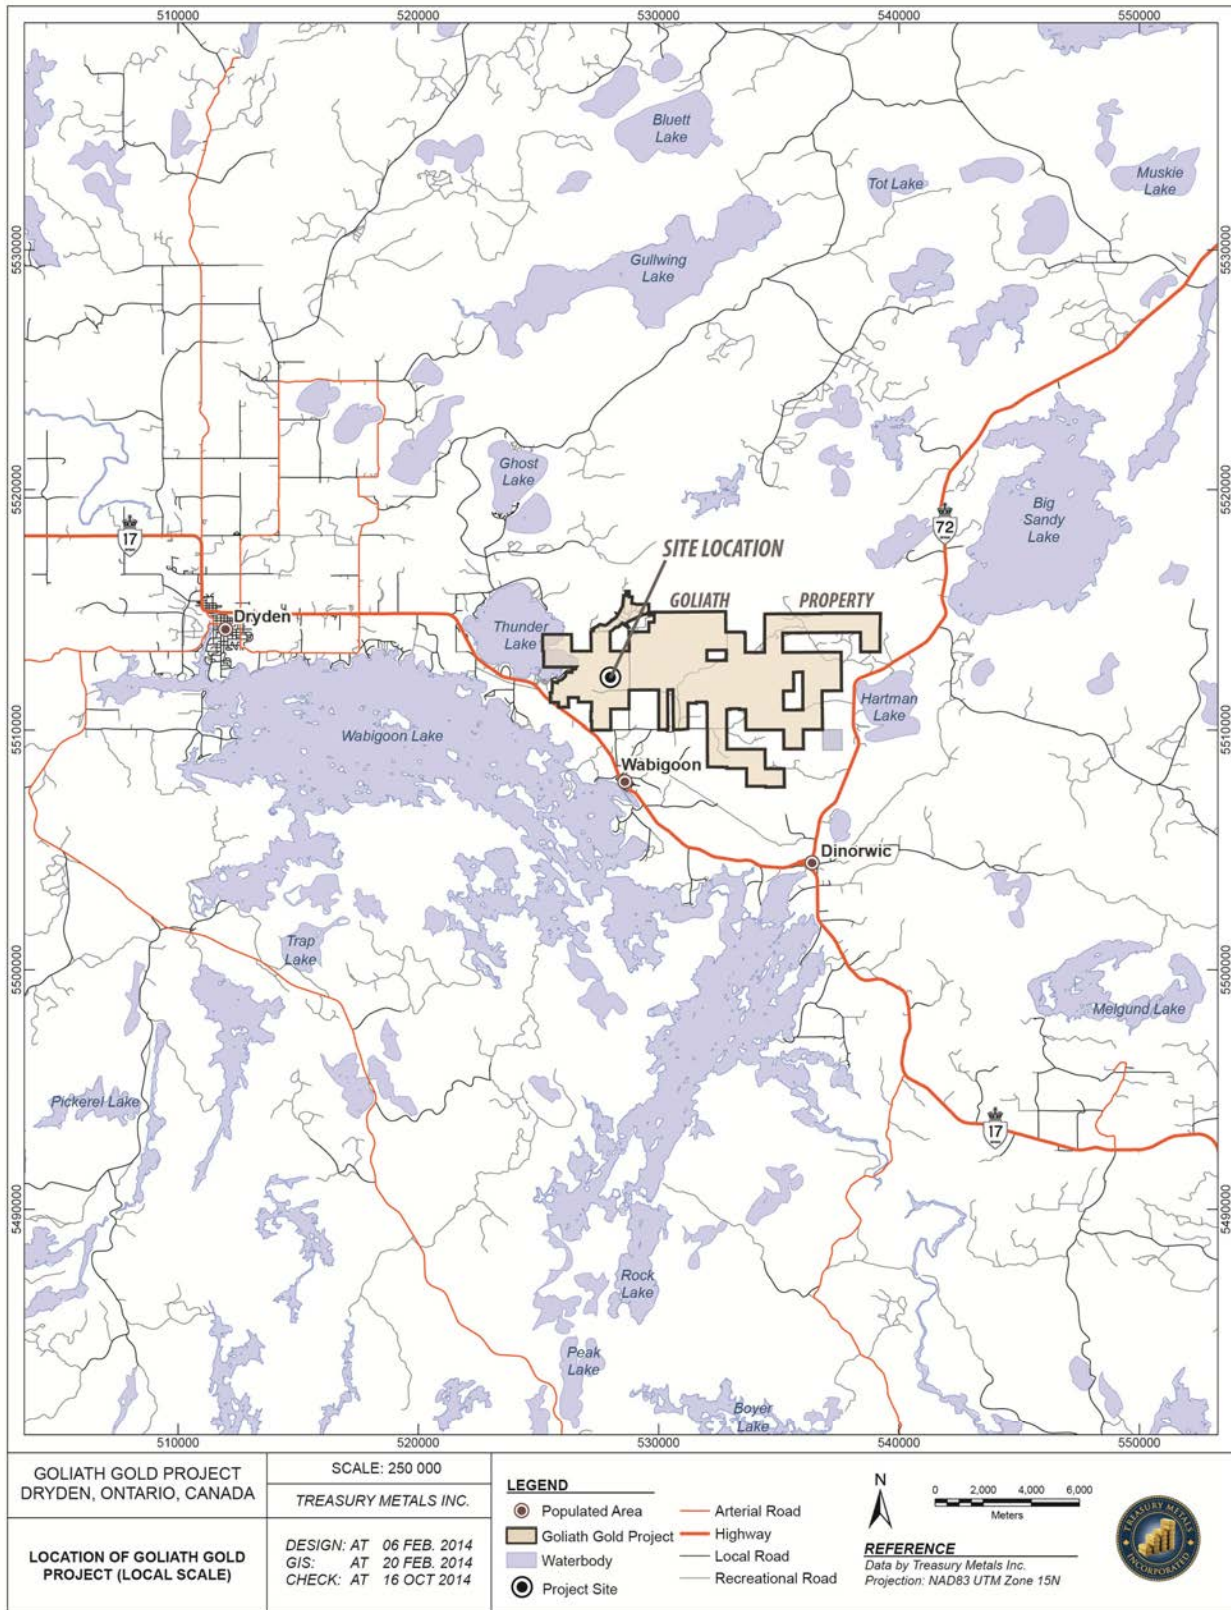 510000 520000 530000 540000 550000
Bluett
Lake
Muskie
Lake
Tot Lake
5530000
5530000
Gullwing
Lake
Ghost
Lake
5520000
5520000
Big
Sandy
Lake
17
72
SITE LOCATION
GOLIATH PROPERTY
Dryden
Thunder
Lake
Hartman
Lake
5510000
5510000
Wabigoon Lake
Wabigoon
Dinorwic
Trap
Lake
5500000
5500000
Melgund Lake
Pickerel Lake
17
5490000
5490000
Rock
Lake
Peak
Lake
Boyer
Lake
510000 520000 530000 540000 550000
GOLIATH GOLD PROJECT
DRYDEN, ONTARIO, CANADA
LOCATION OF GOLIATH GOLD
PROJECT (LOCAL SCALE)
SCALE: 250 000
TREASURY METALS INC.
DESIGN: AT 06 FEB. 2014
GIS: AT 20 FEB. 2014
CHECK: AT 16 OCT 2014
LEGEND
Populated Area
Goliath Gold Project
Waterbody
Project Site
Arterial Road
Highway
Local Road
Recreational Road
N
0 2,000 4,000 6,000
Meters
REFERENCE
Data by Treasury Metals Inc.
Projection: NAD83 UTM Zone 15N
TREASURY METALS
INCORPORATED